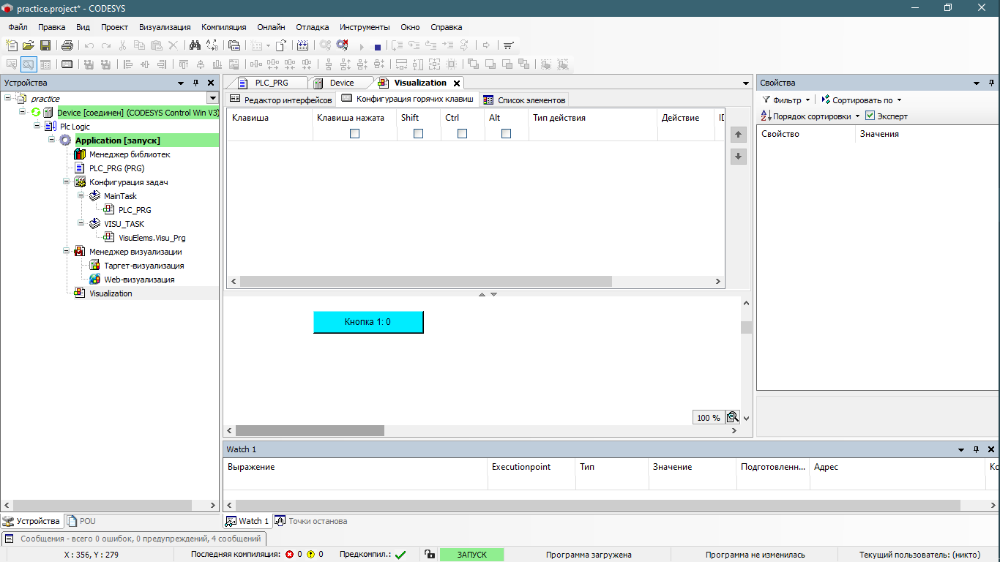 practice.project* - CODESYS
Файл Правка Вид Проект Визуализация Компиляция Онлайн Отладка Инструменты Окно Справка
Устройства
practice
Device [соединен] (CODESYS Control Win V3)
Plc Logic
Application [запуск]
Менеджер библиотек
PLC_PRG (PRG)
Конфигурация задач
MainTask
PLC_PRG
VISU_TASK
VisuElems.Visu_Prg
Менеджер визуализации
Таргет-визуализация
Web-визуализация
Visualization
Устройства POU
PLC_PRG Device Visualization
Редактор интерфейсов Конфигурация горячих клавиш Список элементов
Клавиша Клавиша нажата Shift Ctrl Alt Тип действия Действие ID
Кнопка 1: 0
100 %
Свойства
Фильтр Сортировать по
Порядок сортировки Эксперт
Свойство Значения
Watch 1
Выражение Executionpoint Тип Значение Подготовленн... Адрес Ко
Watch 1 Точки останова
Сообщения - всего 0 ошибок, 0 предупреждений, 4 сообщений
X : 356, Y : 279 Последняя компиляция: 0 0 Предкомпил.: ЗАПУСК Программа загружена Программа не изменилась Текущий пользователь: (никто)